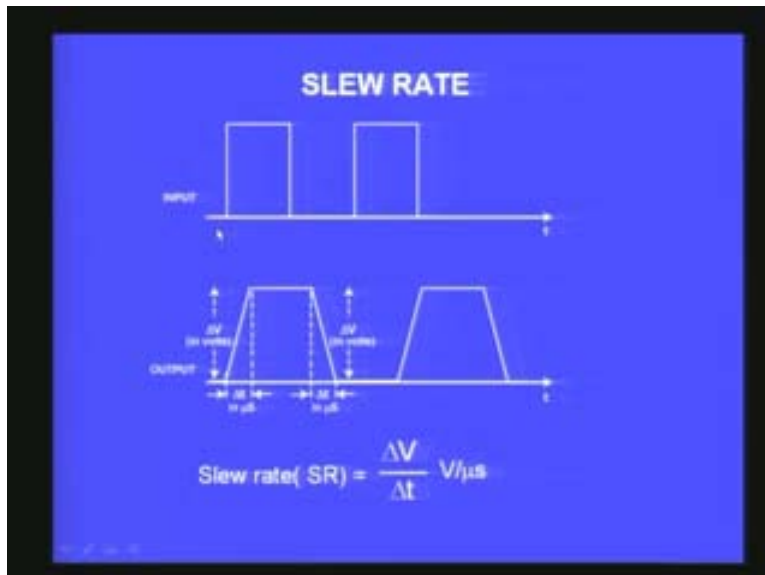 SLEW RATE
INPUT
t
ΔV
(in volts)
ΔV
(in volts)
OUTPUT
Δt
in μS
Δt
in μS
t
Slew rate( SR) = ΔV/Δt V/μs